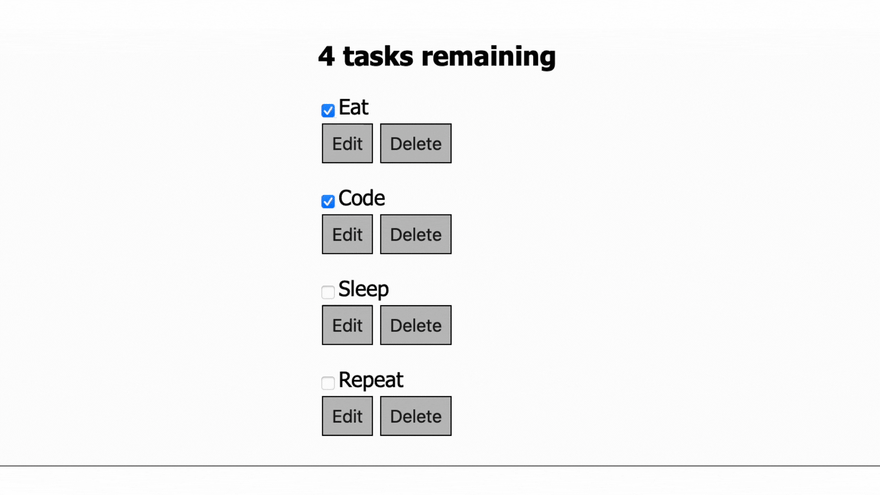 4 tasks remaining
Eat
Edit Delete
Code
Edit Delete
Sleep
Edit Delete
Repeat
Edit Delete